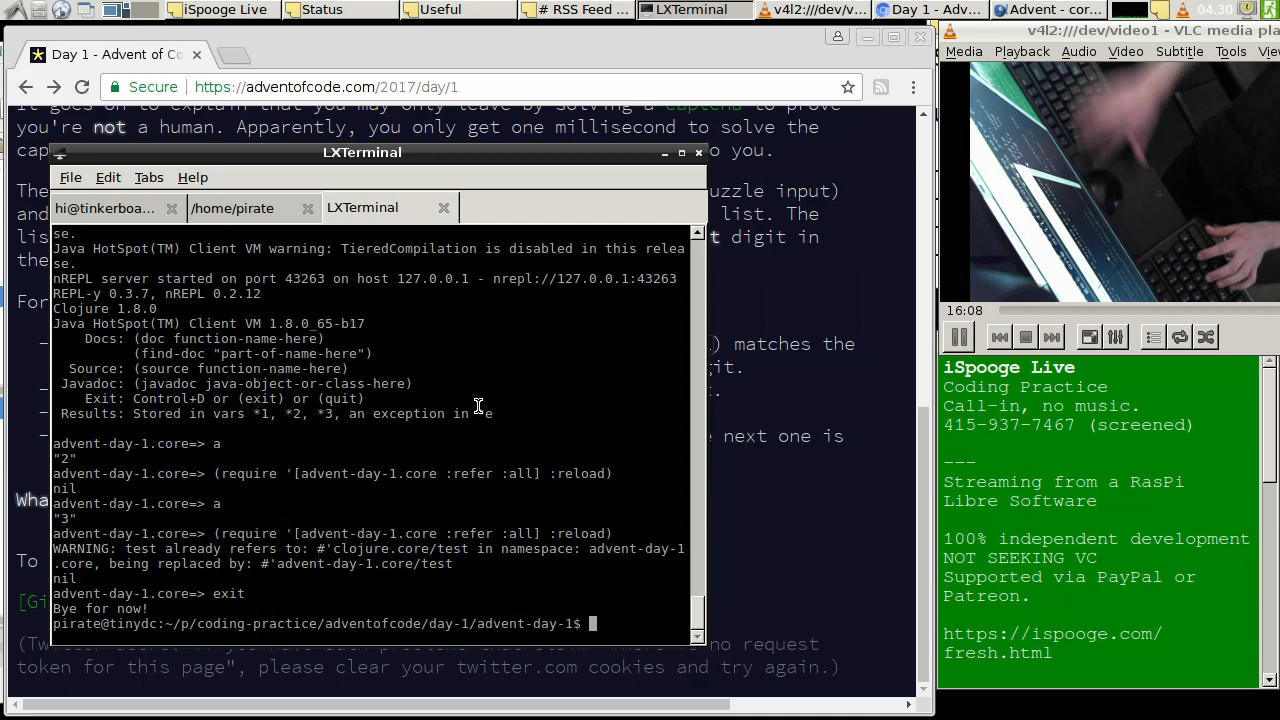 iSpooge Live
Status
Useful
# RSS Feed ...
LXTerminal
v4l2:///dev/v...
Day 1 - Adv...
Advent - cor...
04.30
Day 1 - Advent of Co
Secure
https://adventofcode.com/2017/day/1
it goes on to explain that you may only leave by solving a captcha to prove
you're not a human. Apparently, you only get one millisecond to solve the
cap
o you.
The
uzzle input)
and
list. The
lis
t digit in
the
For
) matches the
git.
t.
e next one is
Wha
To
[Gi
no request
token for this page", please clear your twitter.com cookies and try again.)
LXTerminal
File Edit Tabs Help
hi@tinkerboa...
/home/pirate
LXTerminal
se.
Java HotSpot(TM) Client VM warning: TieredCompilation is disabled in this relea
se.
nREPL server started on port 43263 on host 127.0.0.1 - nrepl://127.0.0.1:43263
REPL-y 0.3.7, nREPL 0.2.12
Clojure 1.8.0
Java HotSpot(TM) Client VM 1.8.0_65-b17
Docs: (doc function-name-here)
(find-doc "part-of-name-here")
Source: (source function-name-here)
Javadoc: (javadoc java-object-or-class-here)
Exit: Control+D or (exit) or (quit)
Results: Stored in vars *1, *2, *3, an exception in *e
advent-day-1.core=> a
"2"
advent-day-1.core=> (require '[advent-day-1.core :refer :all] :reload)
nil
advent-day-1.core=> a
"3"
advent-day-1.core=> (require '[advent-day-1.core :refer :all] :reload)
WARNING: test already refers to: #'clojure.core/test in namespace: advent-day-1
.core, being replaced by: #'advent-day-1.core/test
nil
advent-day-1.core=> exit
Bye for now!
pirate@tinydc:~/p/coding-practice/adventofcode/day-1/advent-day-1$
v4l2:///dev/video1 - VLC media pla
Media Playback Audio Video Subtitle Tools Vie
16:08
iSpooge Live
Coding Practice
Call-in, no music.
415-937-7467 (screened)
---
Streaming from a RasPi
Libre Software
100% independent development
NOT SEEKING VC
Supported via PayPal or
Patreon.
https://ispooge.com/
fresh.html